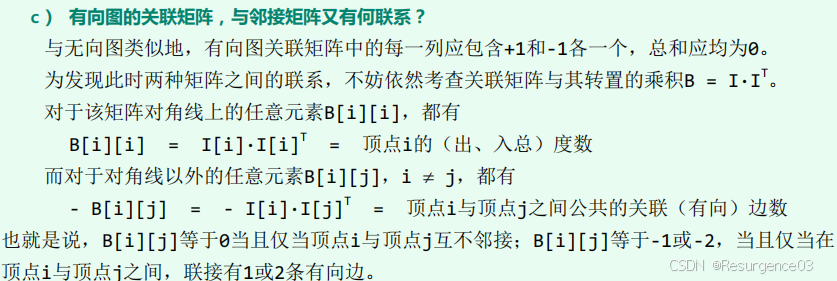 c） 有向图的关联矩阵，与邻接矩阵又有何联系？
与无向图类似地，有向图关联矩阵中的每一列应包含+1和-1各一个，总和应均为0。
为发现此时两种矩阵之间的联系，不妨依然考查关联矩阵与其转置的乘积B = I·Iᵀ。
对于该矩阵对角线上的任意元素B[i][i]，都有
B[i][i] = I[i]·I[i]ᵀ = 顶点i的（出、入总）度数
而对于对角线以外的任意元素B[i][j]，i ≠ j，都有
- B[i][j] = - I[i]·I[j]ᵀ = 顶点i与顶点j之间公共的关联（有向）边数
也就是说，B[i][j]等于0当且仅当顶点i与顶点j互不邻接；B[i][j]等于-1或-2，当且仅当在
顶点i与顶点j之间，联接有1或2条有向边。
CSDN @Resurgence03